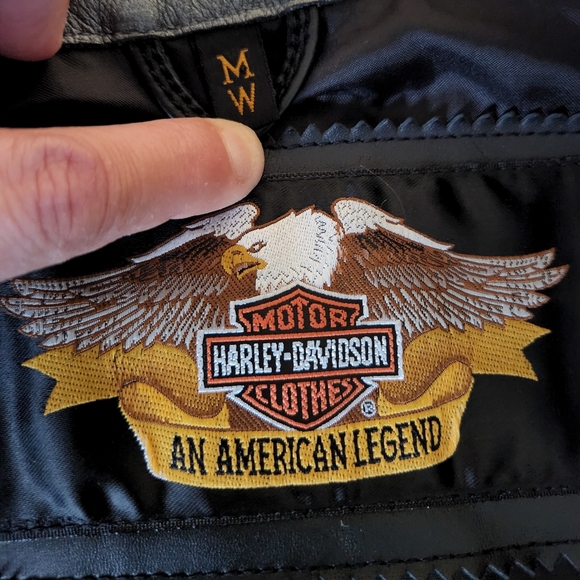 M
W
MOTOR
HARLEY-DAVIDSON
CLOTHES
®
AN AMERICAN LEGEND